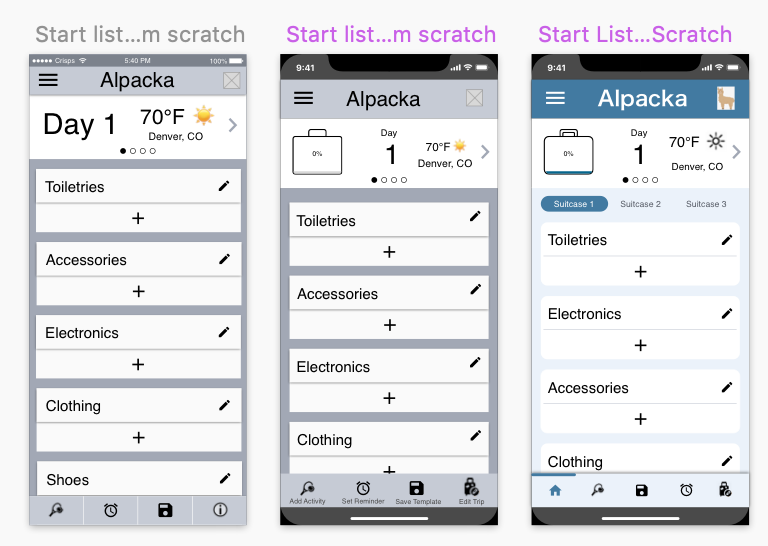 Start list...m scratch
Start list...m scratch
Start List...Scratch
Crisps
5:40 PM
100%
Alpacka
Day 1
70°F
Denver, CO
Toiletries
+
Accessories
+
Electronics
+
Clothing
+
Shoes
9:41
Alpacka
0%
Day
1
70°F
Denver, CO
Toiletries
+
Accessories
+
Electronics
+
Clothing
+
Add Activity
Set Reminder
Save Template
Edit Trip
9:41
Alpacka
0%
Day
1
70°F
Denver, CO
Suitcase 1
Suitcase 2
Suitcase 3
Toiletries
+
Electronics
+
Accessories
+
Clothing